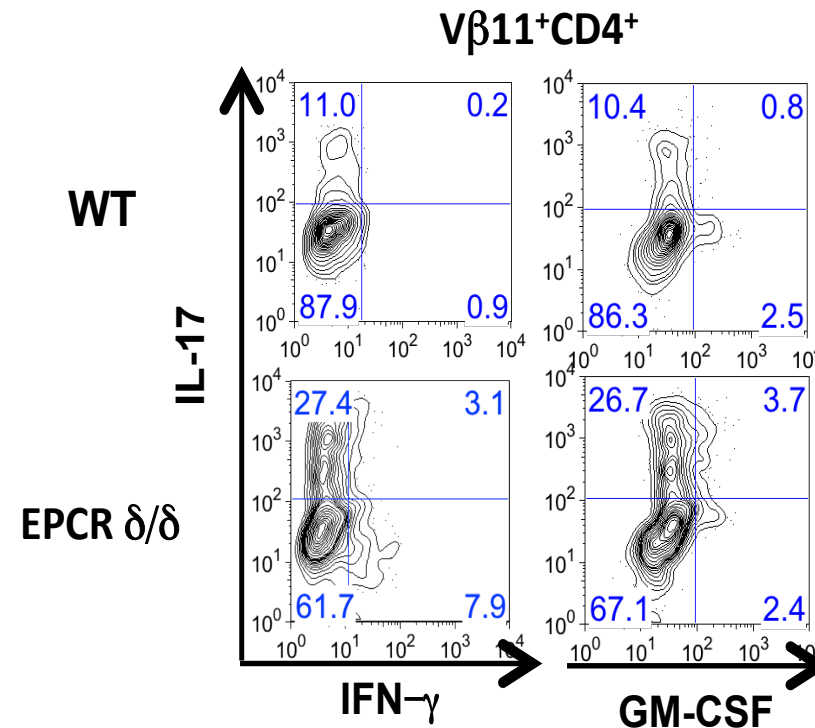 Vβ11⁺CD4⁺
WT
EPCR δ/δ
IL-17
10⁴ 10³ 10² 10¹ 10⁰
11.0 0.2
87.9 0.9
10⁰ 10¹ 10² 10³ 10⁴
10⁴ 10³ 10² 10¹ 10⁰
10.4 0.8
86.3 2.5
10⁰ 10¹ 10² 10³
10⁴ 10³ 10² 10¹ 10⁰
27.4 3.1
61.7 7.9
10⁰ 10¹ 10² 10³
10⁴ 10³ 10² 10¹ 10⁰
26.7 3.7
67.1 2.4
10⁰ 10¹ 10² 10³
IFN−γ
GM-CSF